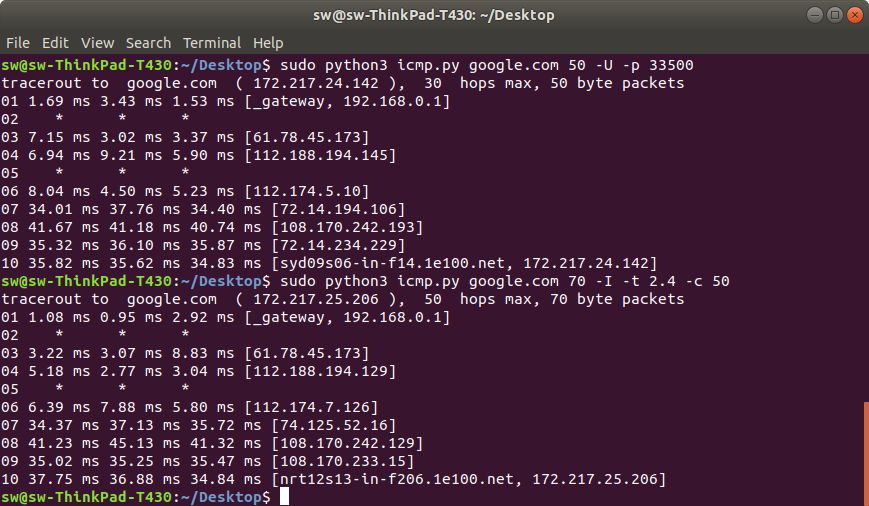 sw@sw-ThinkPad-T430: ~/Desktop
File Edit View Search Terminal Help
sw@sw-ThinkPad-T430:~/Desktop$ sudo python3 icmp.py google.com 50 -U -p 33500
tracerout to  google.com  ( 172.217.24.142 ),  30  hops max, 50 byte packets
01 1.69 ms 3.43 ms 1.53 ms [_gateway, 192.168.0.1]
02    *      *      *
03 7.15 ms 3.02 ms 3.37 ms [61.78.45.173]
04 6.94 ms 9.21 ms 5.90 ms [112.188.194.145]
05    *      *      *
06 8.04 ms 4.50 ms 5.23 ms [112.174.5.10]
07 34.01 ms 37.76 ms 34.40 ms [72.14.194.106]
08 41.67 ms 41.18 ms 40.74 ms [108.170.242.193]
09 35.32 ms 36.10 ms 35.87 ms [72.14.234.229]
10 35.82 ms 35.62 ms 34.83 ms [syd09s06-in-f14.1e100.net, 172.217.24.142]
sw@sw-ThinkPad-T430:~/Desktop$ sudo python3 icmp.py google.com 70 -I -t 2.4 -c 50
tracerout to  google.com  ( 172.217.25.206 ),  50  hops max, 70 byte packets
01 1.08 ms 0.95 ms 2.92 ms [_gateway, 192.168.0.1]
02    *      *      *
03 3.22 ms 3.07 ms 8.83 ms [61.78.45.173]
04 5.18 ms 2.77 ms 3.04 ms [112.188.194.129]
05    *      *      *
06 6.39 ms 7.88 ms 5.80 ms [112.174.7.126]
07 34.37 ms 37.13 ms 35.72 ms [74.125.52.16]
08 41.23 ms 45.13 ms 41.32 ms [108.170.242.129]
09 35.02 ms 35.25 ms 35.47 ms [108.170.233.15]
10 37.75 ms 36.88 ms 34.84 ms [nrt12s13-in-f206.1e100.net, 172.217.25.206]
sw@sw-ThinkPad-T430:~/Desktop$